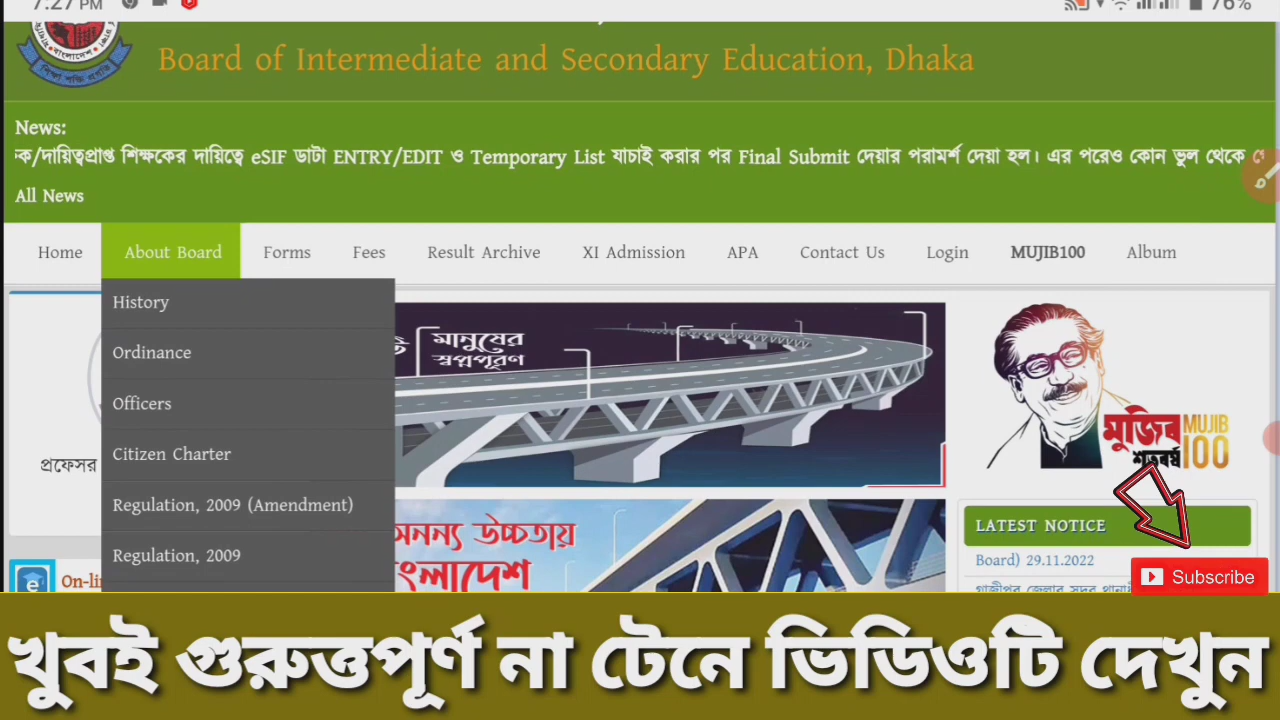 7:27 PM
76%
বাংলাদেশ
শিক্ষা শক্তি প্রগতি
Board of Intermediate and Secondary Education, Dhaka
News:
ক/দায়িত্বপ্রাপ্ত শিক্ষকের দায়িত্বে eSIF ডাটা ENTRY/EDIT ও Temporary List যাচাই করার পর Final Submit দেয়ার পরামর্শ দেয়া হল। এর পরেও কোন ভুল থেকে
All News
Home About Board Forms Fees Result Archive XI Admission APA Contact Us Login MUJIB100 Album
History
Ordinance
Officers
Citizen Charter
Regulation, 2009 (Amendment)
Regulation, 2009
প্রফেসর
On-li
মানুষের
স্বপ্নপূরণ
অনন্য উচ্চতায়
বাংলাদেশ
মুজিব MUJIB
শতবর্ষ 100
LATEST NOTICE
Board) 29.11.2022
গাজীপুর জেলার সদর
Subscribe
খুবই গুরুত্তপূর্ণ না টেনে ভিডিওটি দেখুন